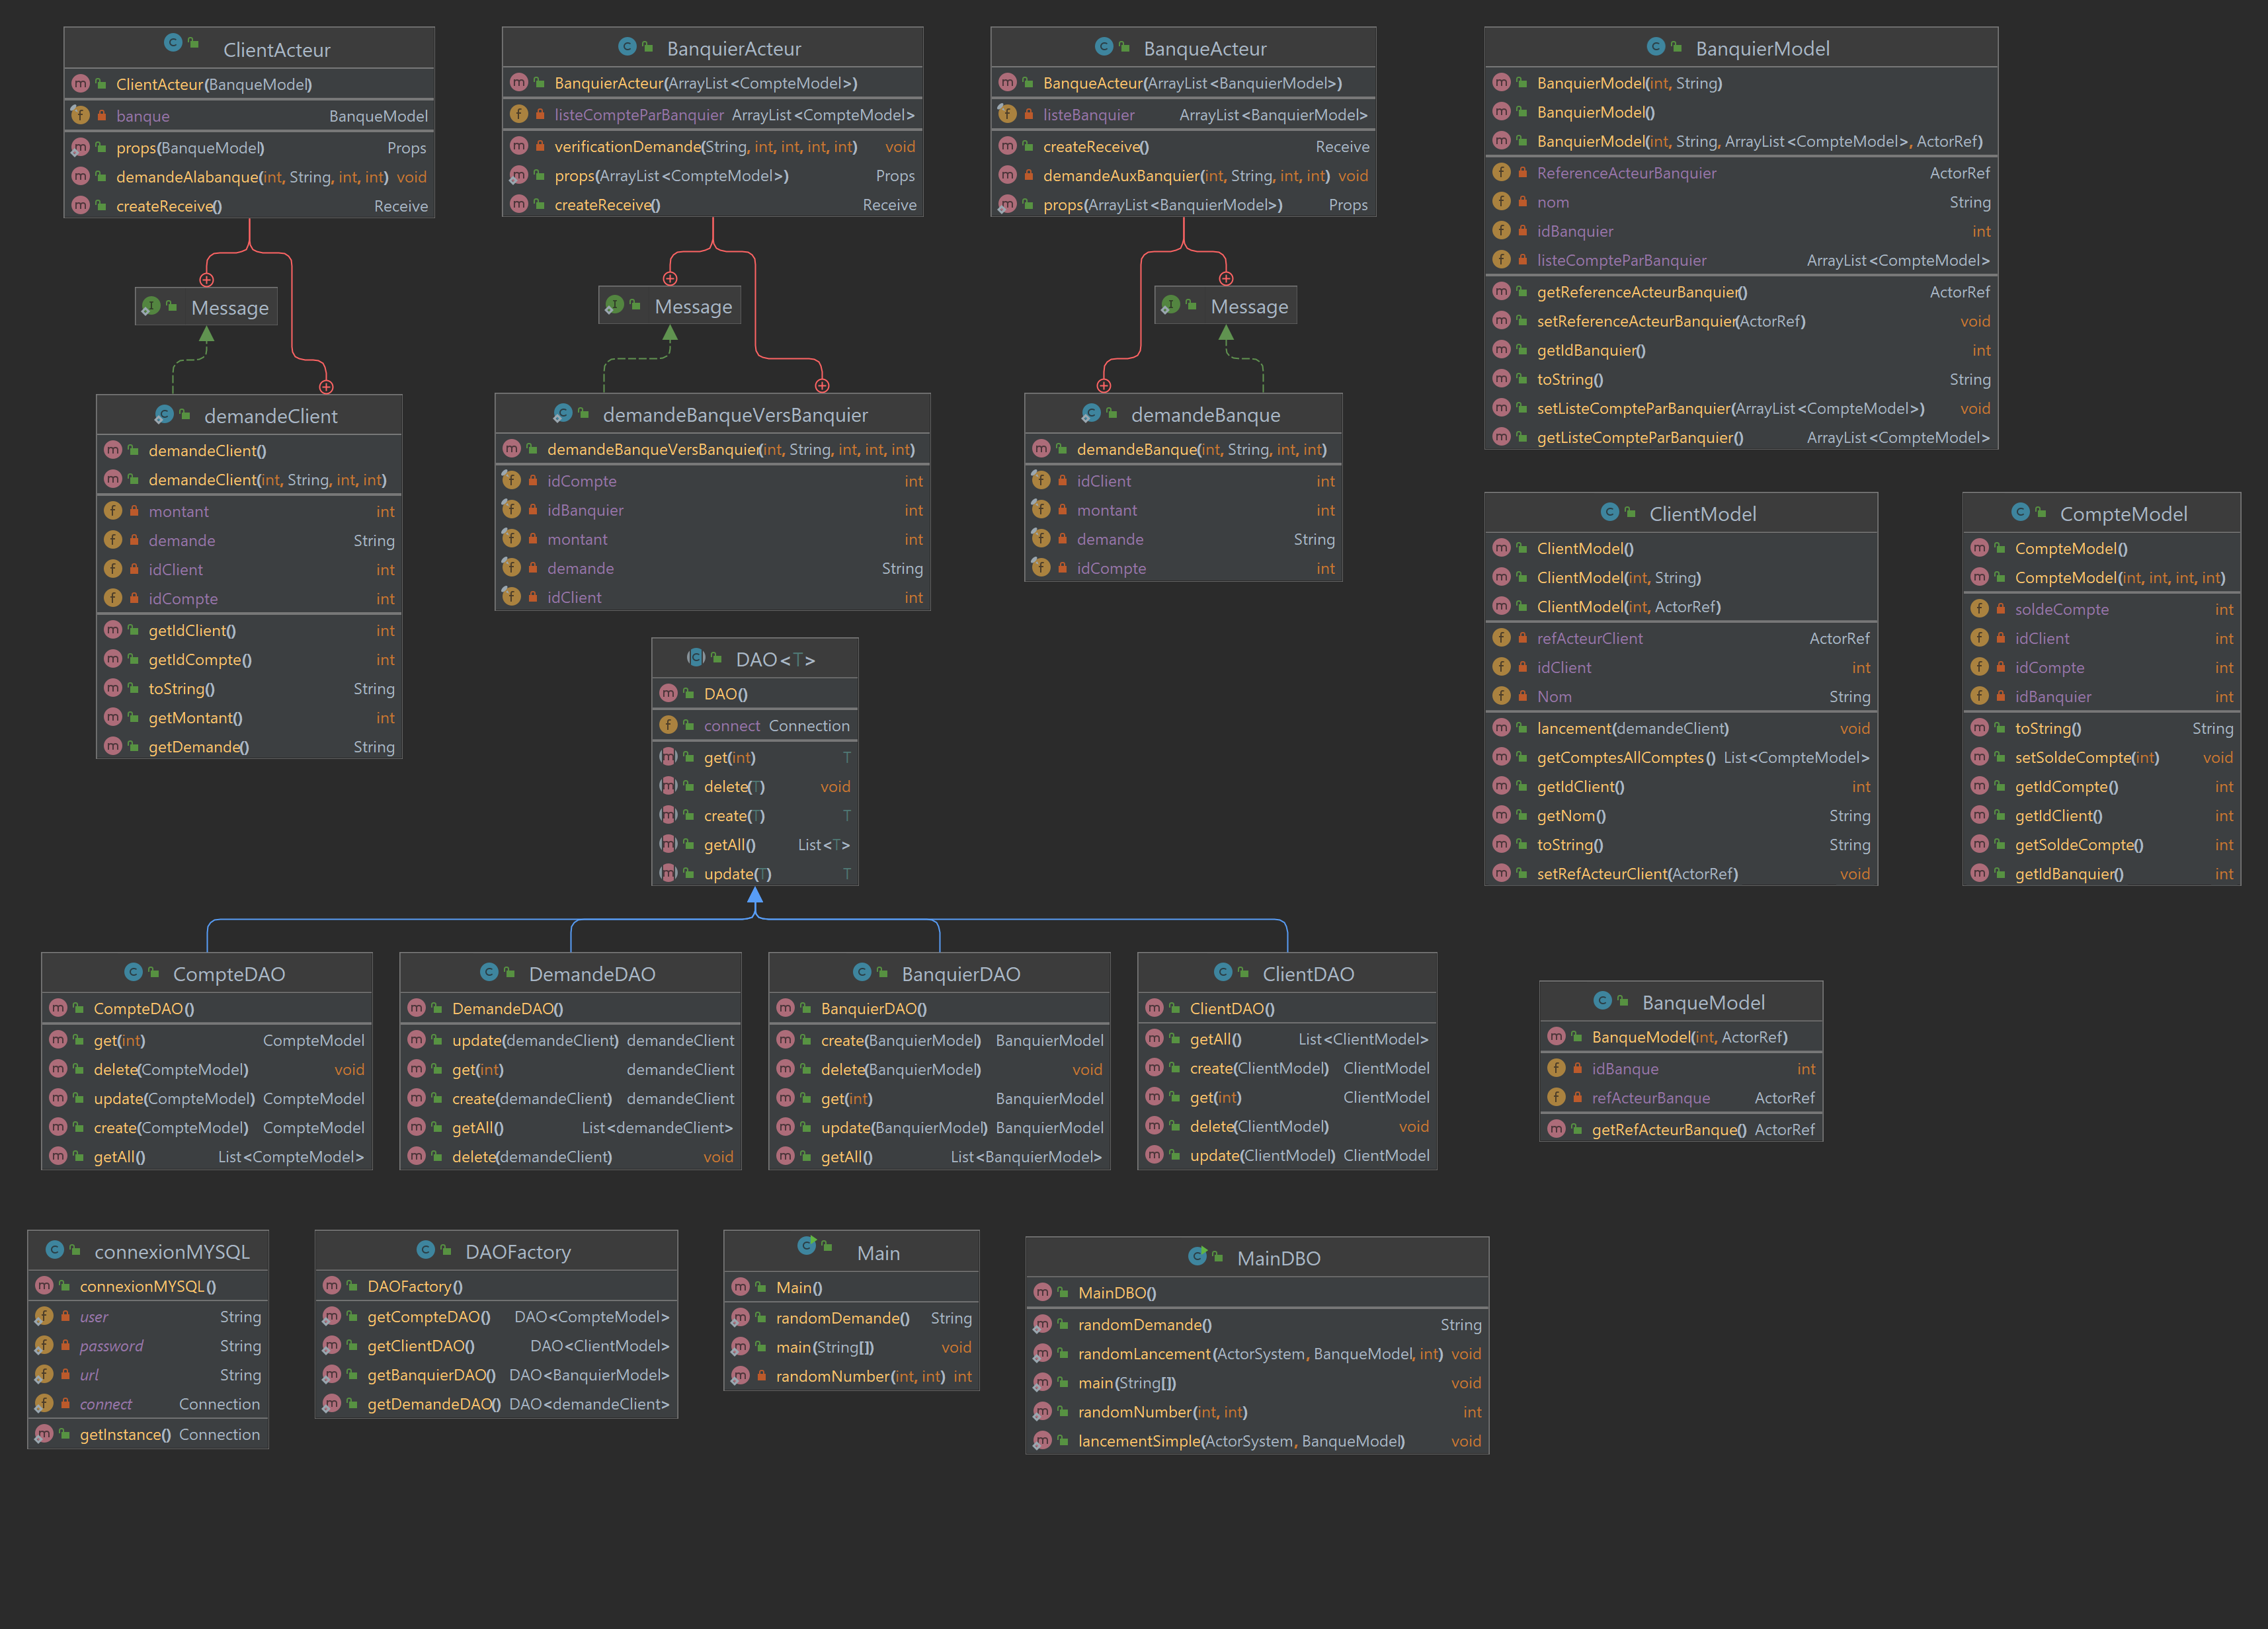 ClientActeur
ClientActeur(BanqueModel)
banque BanqueModel
props(BanqueModel) Props
demandeAlabanque(int, String, int, int) void
createReceive() Receive
BanquierActeur
BanquierActeur(ArrayList<CompteModel>)
listeCompteParBanquier ArrayList<CompteModel>
verificationDemande(String, int, int, int, int) void
props(ArrayList<CompteModel>) Props
createReceive() Receive
BanqueActeur
BanqueActeur(ArrayList<BanquierModel>)
listeBanquier ArrayList<BanquierModel>
createReceive() Receive
demandeAuxBanquier(int, String, int, int) void
props(ArrayList<BanquierModel>) Props
BanquierModel
BanquierModel(int, String)
BanquierModel()
BanquierModel(int, String, ArrayList<CompteModel>, ActorRef)
ReferenceActeurBanquier ActorRef
nom String
idBanquier int
listeCompteParBanquier ArrayList<CompteModel>
getReferenceActeurBanquier() ActorRef
setReferenceActeurBanquier(ActorRef) void
getIdBanquier() int
toString() String
setListeCompteParBanquier(ArrayList<CompteModel>) void
getListeCompteParBanquier() ArrayList<CompteModel>
Message
Message
Message
demandeClient
demandeClient()
demandeClient(int, String, int, int)
montant int
demande String
idClient int
idCompte int
getIdClient() int
getIdCompte() int
toString() String
getMontant() int
getDemande() String
demandeBanqueVersBanquier
demandeBanqueVersBanquier(int, String, int, int, int)
idCompte int
idBanquier int
montant int
demande String
idClient int
demandeBanque
demandeBanque(int, String, int, int)
idClient int
montant int
demande String
idCompte int
ClientModel
ClientModel()
ClientModel(int, String)
ClientModel(int, ActorRef)
refActeurClient ActorRef
idClient int
Nom String
lancement(demandeClient) void
getComptesAllComptes() List<CompteModel>
getIdClient() int
getNom() String
toString() String
setRefActeurClient(ActorRef) void
CompteModel
CompteModel()
CompteModel(int, int, int, int)
soldeCompte int
idClient int
idCompte int
idBanquier int
toString() String
setSoldeCompte(int) void
getIdCompte() int
getIdClient() int
getSoldeCompte() int
getIdBanquier() int
DAO<T>
DAO()
connect Connection
get(int) T
delete(T) void
create(T) T
getAll() List<T>
update(T) T
CompteDAO
CompteDAO()
get(int) CompteModel
delete(CompteModel) void
update(CompteModel) CompteModel
create(CompteModel) CompteModel
getAll() List<CompteModel>
DemandeDAO
DemandeDAO()
update(demandeClient) demandeClient
get(int) demandeClient
create(demandeClient) demandeClient
getAll() List<demandeClient>
delete(demandeClient) void
BanquierDAO
BanquierDAO()
create(BanquierModel) BanquierModel
delete(BanquierModel) void
get(int) BanquierModel
update(BanquierModel) BanquierModel
getAll() List<BanquierModel>
ClientDAO
ClientDAO()
getAll() List<ClientModel>
create(ClientModel) ClientModel
get(int) ClientModel
delete(ClientModel) void
update(ClientModel) ClientModel
BanqueModel
BanqueModel(int, ActorRef)
idBanque int
refActeurBanque ActorRef
getRefActeurBanque() ActorRef
connexionMYSQL
connexionMYSQL()
user String
password String
url String
connect Connection
getInstance() Connection
DAOFactory
DAOFactory()
getCompteDAO() DAO<CompteModel>
getClientDAO() DAO<ClientModel>
getBanquierDAO() DAO<BanquierModel>
getDemandeDAO() DAO<demandeClient>
Main
Main()
randomDemande() String
main(String[]) void
randomNumber(int, int) int
MainDBO
MainDBO()
randomDemande() String
randomLancement(ActorSystem, BanqueModel, int) void
main(String[]) void
randomNumber(int, int) int
lancementSimple(ActorSystem, BanqueModel) void